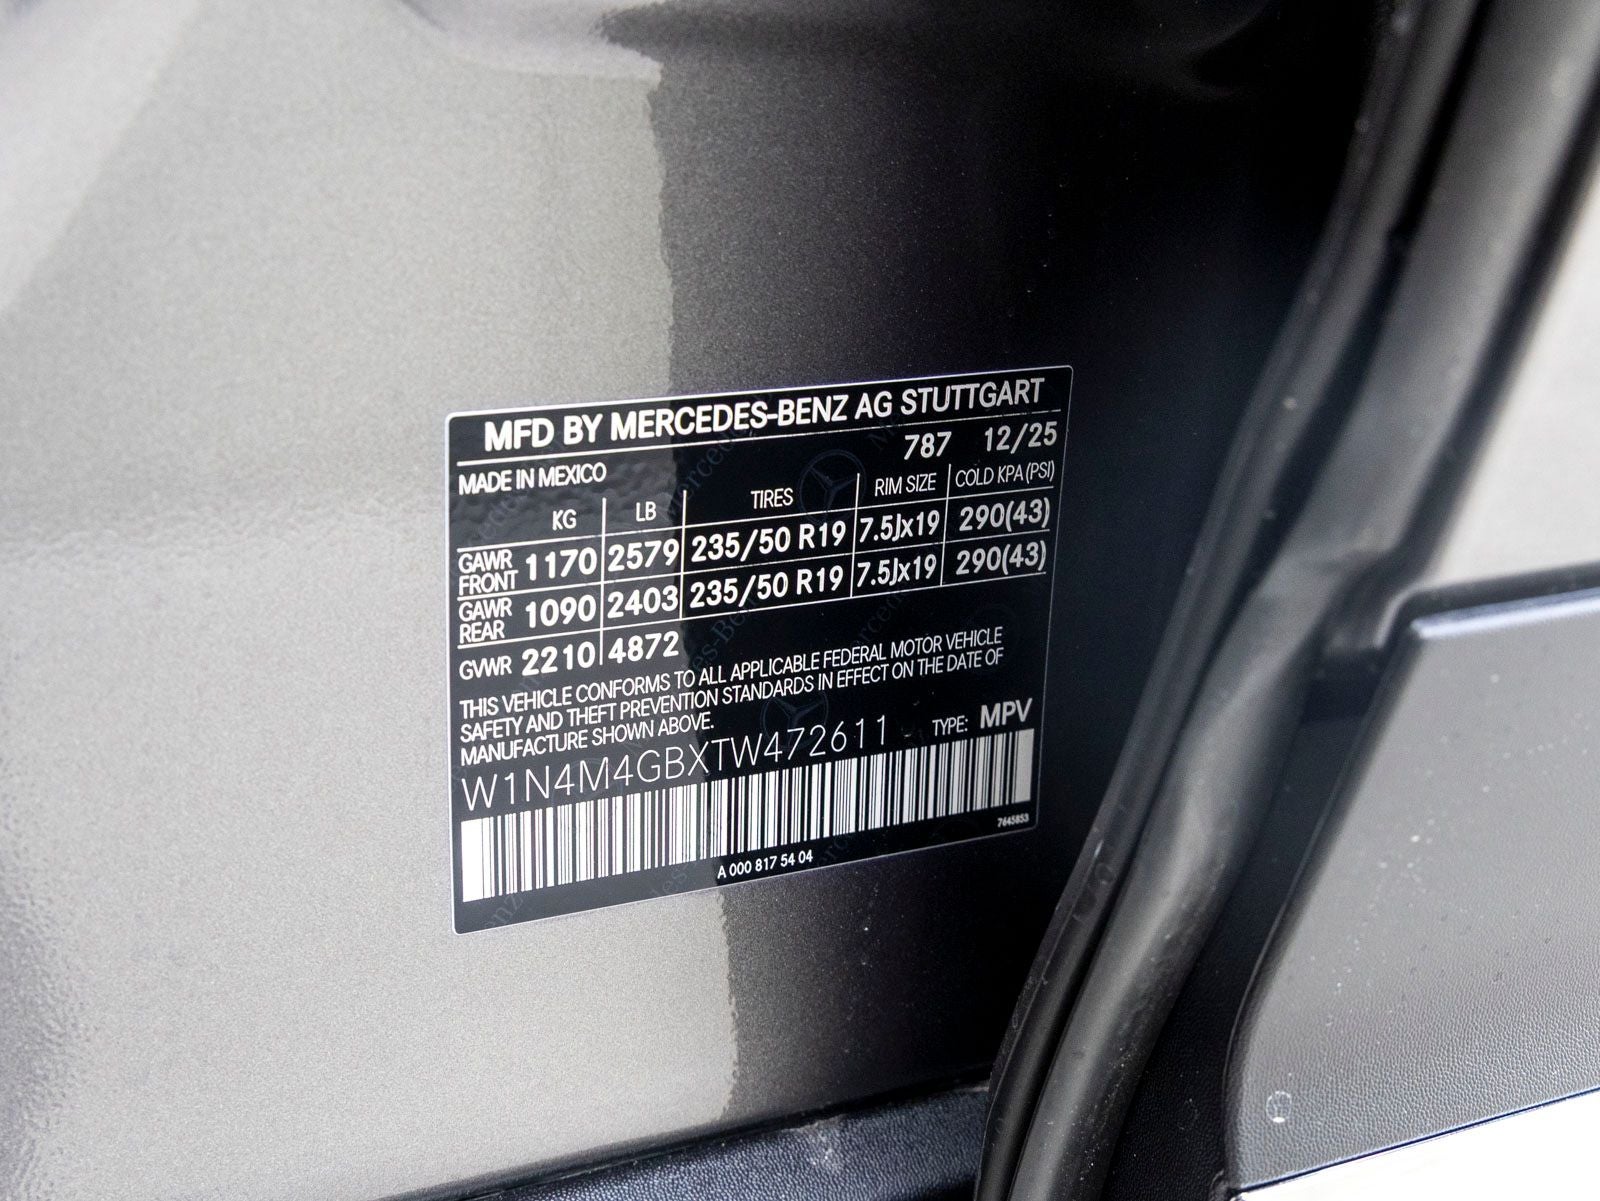 MFD BY MERCEDES-BENZ AG STUTTGART
787 12/25
MADE IN MEXICO
KG LB TIRES RIM SIZE COLD KPA (PSI)
GAWR FRONT 1170 2579 235/50 R19 7.5Jx19 290(43)
GAWR REAR 1090 2403 235/50 R19 7.5Jx19 290(43)
GVWR 2210 4872
THIS VEHICLE CONFORMS TO ALL APPLICABLE FEDERAL MOTOR VEHICLE
SAFETY AND THEFT PREVENTION STANDARDS IN EFFECT ON THE DATE OF
MANUFACTURE SHOWN ABOVE.
W1N4M4GBXTW472611 TYPE: MPV
7645853
A 000 817 54 04